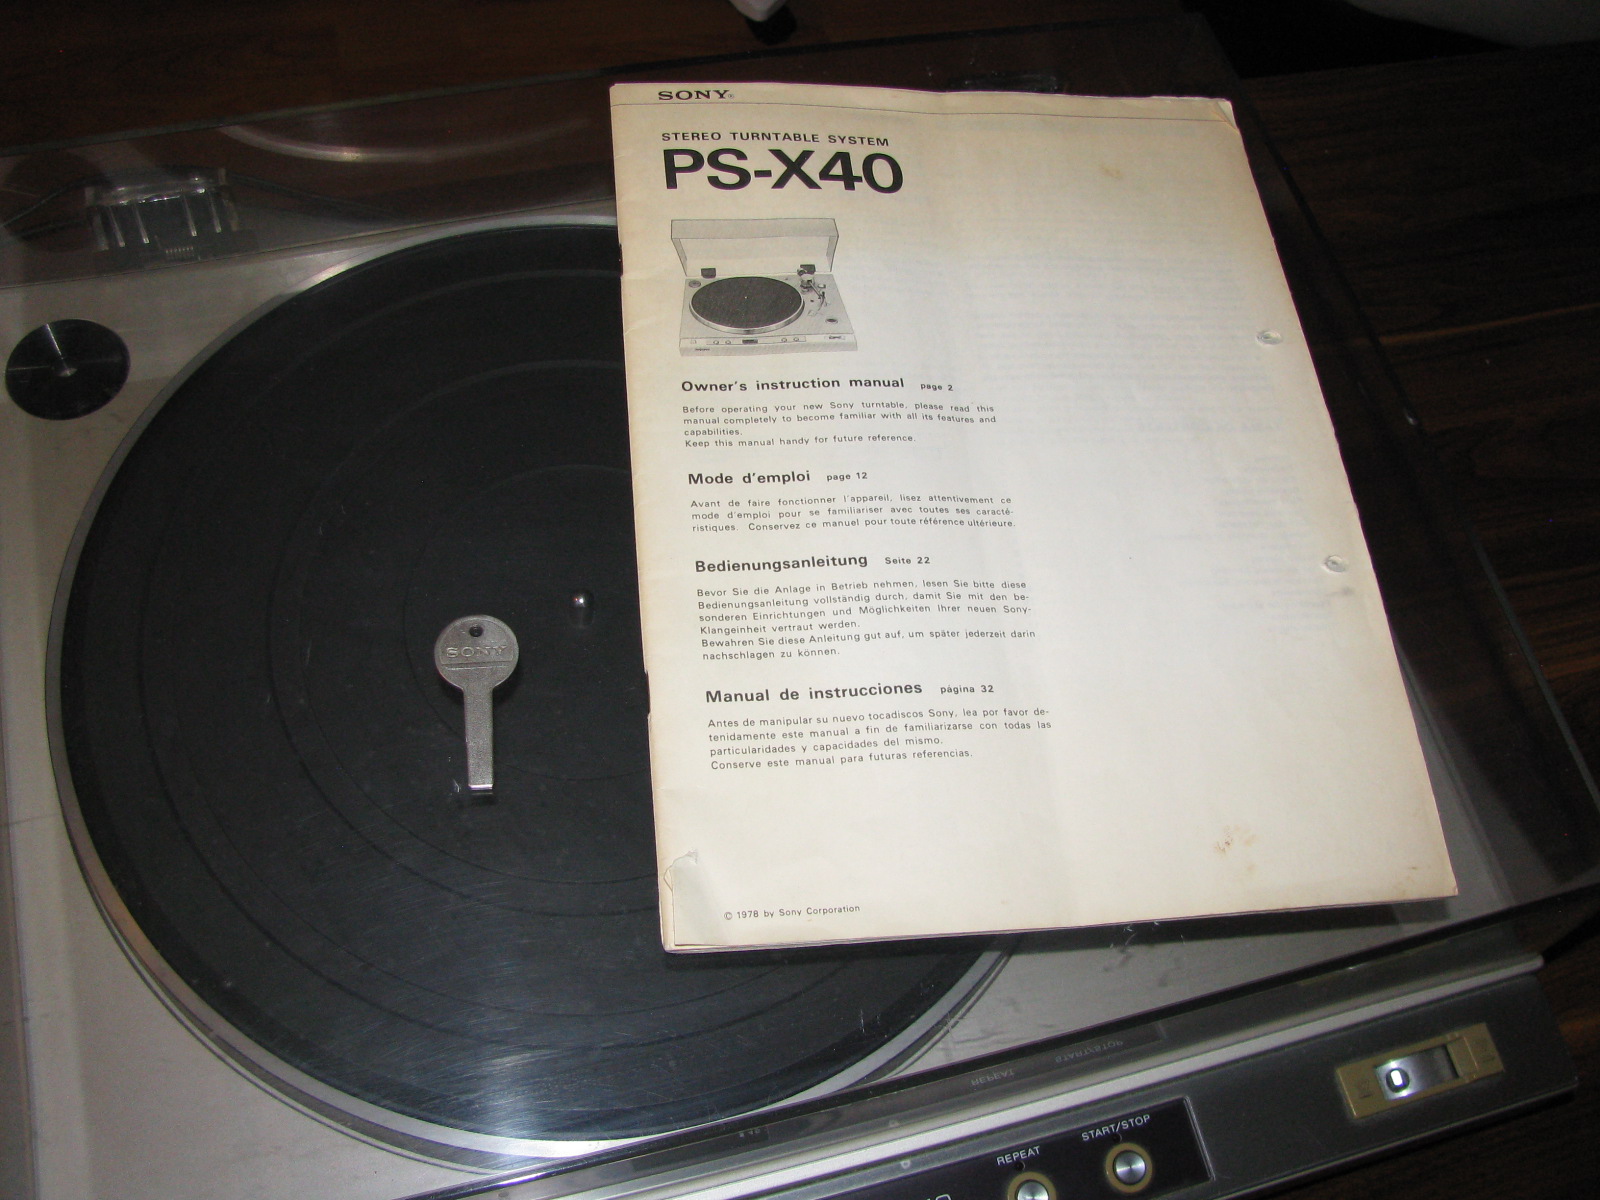 SONY®
STEREO TURNTABLE SYSTEM
PS-X40
Owner's instruction manual page 2
Before operating your new Sony turntable, please read this
manual completely to become familiar with all its features and
capabilities.
Keep this manual handy for future reference.
Mode d'emploi page 12
Avant de faire fonctionner l'appareil, lisez attentivement ce
mode d'emploi pour se familiariser avec toutes ses caracté-
ristiques. Conservez ce manuel pour toute référence ultérieure.
Bedienungsanleitung Seite 22
Bevor Sie die Anlage in Betrieb nehmen, lesen Sie bitte diese
Bedienungsanleitung vollständig durch, damit Sie mit den be-
sonderen Einrichtungen und Möglichkeiten Ihrer neuen Sony-
Klangeinheit vertraut werden.
Bewahren Sie diese Anleitung gut auf, um später jederzeit darin
nachschlagen zu können.
Manual de instrucciones página 32
Antes de manipular su nuevo tocadiscos Sony, lea por favor de-
tenidamente este manual a fin de familiarizarse con todas las
particularidades y capacidades del mismo.
Conserve este manual para futuras referencias.
© 1978 by Sony Corporation
SONY
REPEAT
START/STOP